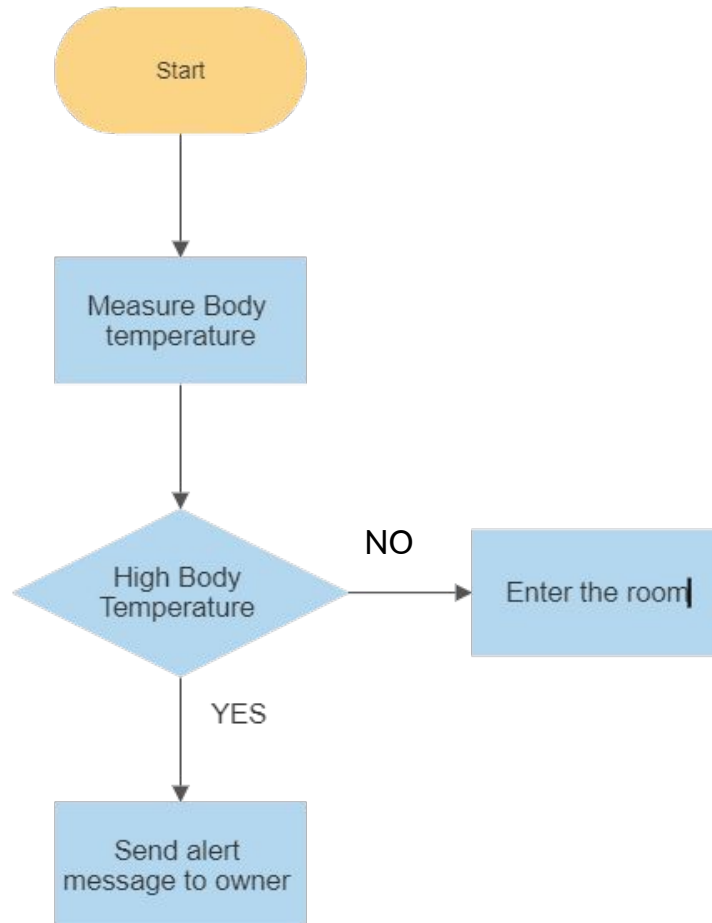 Start
Measure Body
temperature
High Body
Temperature
NO
Enter the room
YES
Send alert
message to owner